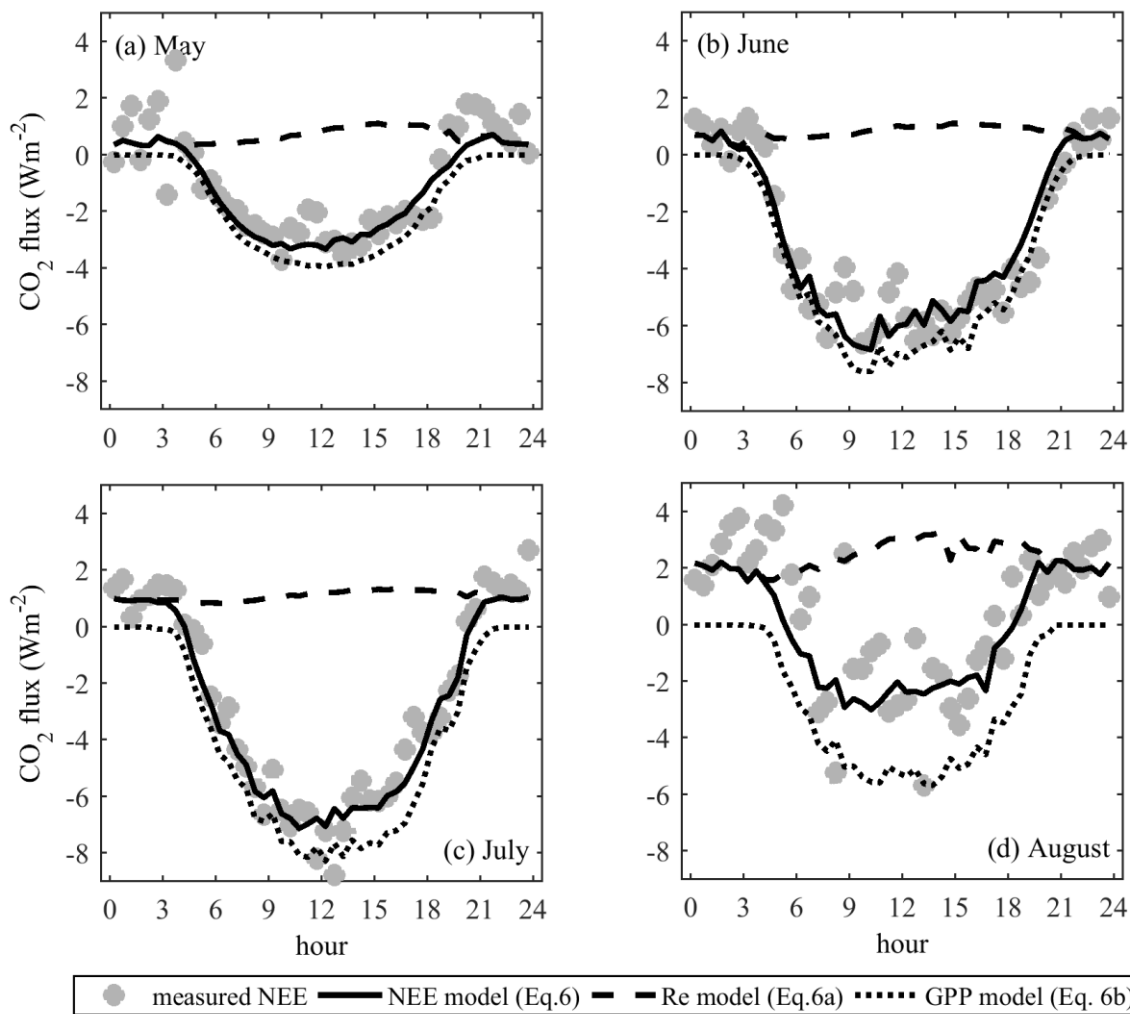 (a) May
(b) June
4
2
0
-2
-4
-6
-8
CO2 flux (Wm-2)
0 3 6 9 12 15 18 21 24
4
2
0
-2
-4
-6
-8
0 3 6 9 12 15 18 21 24
4
2
0
-2
-4
-6
-8
CO2 flux (Wm-2)
(c) July
0 3 6 9 12 15 18 21 24
hour
4
2
0
-2
-4
-6
-8
(d) August
0 3 6 9 12 15 18 21 24
hour
measured NEE NEE model (Eq.6) Re model (Eq.6a) GPP model (Eq. 6b)